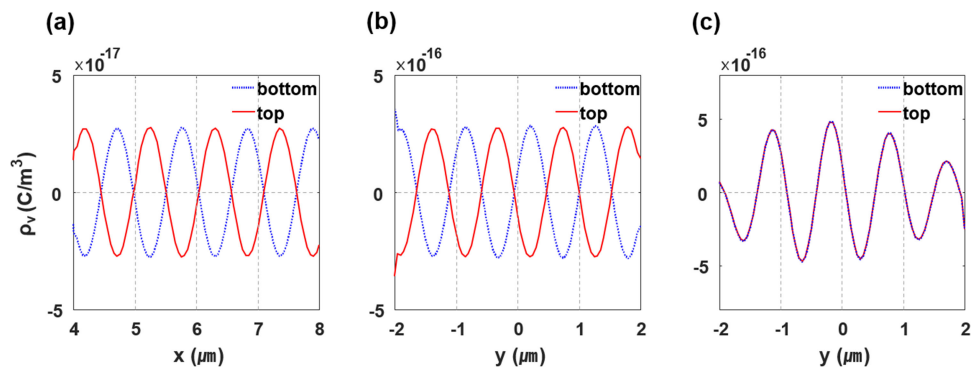 (a)
(b)
(c)
×10⁻¹⁷
×10⁻¹⁶
×10⁻¹⁶
5
0
-5
ρᵥ (C/m³)
bottom
top
4 5 6 7 8
x (㎛)
5
0
-5
bottom
top
-2 -1 0 1 2
y (㎛)
5
0
-5
bottom
top
-2 -1 0 1 2
y (㎛)